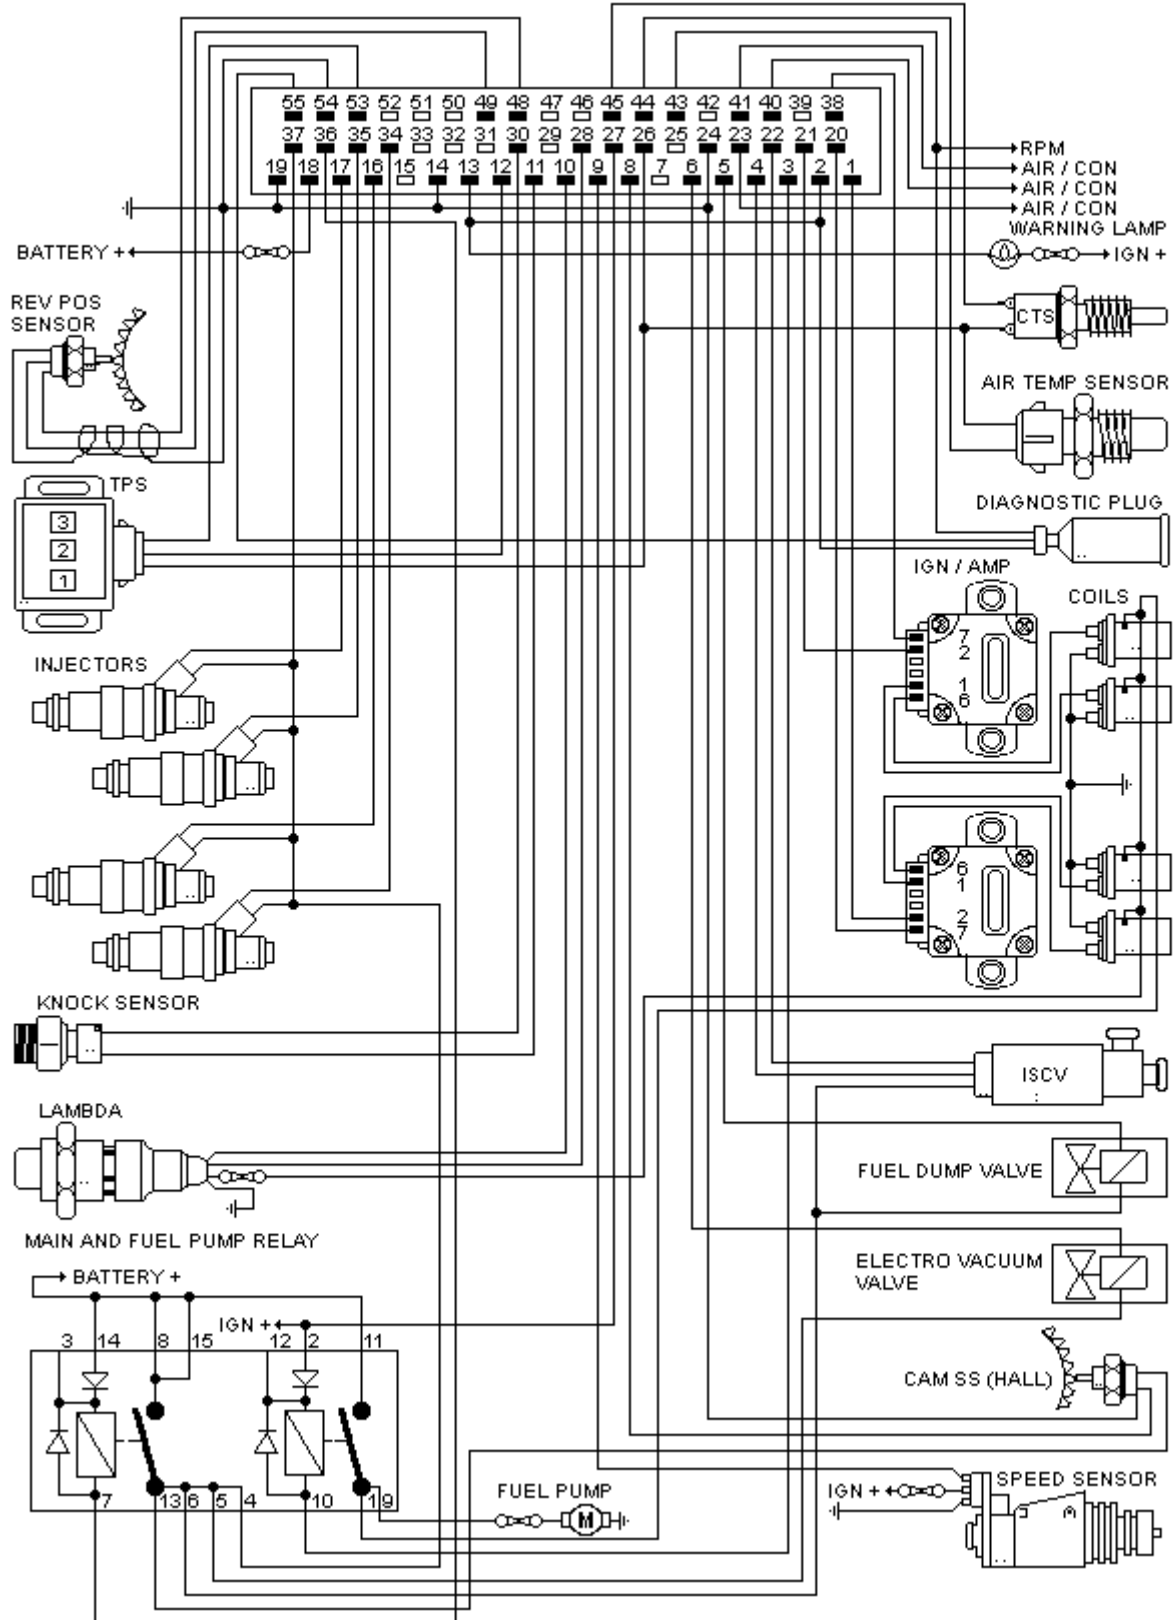 55 54 53 52 51 50 49 48 47 46 45 44 43 42 41 40 39 38
37 36 35 34 33 32 31 30 29 28 27 26 25 24 23 22 21 20
19 18 17 16 15 14 13 12 11 10 9 8 7 6 5 4 3 2 1
RPM
AIR / CON
AIR / CON
AIR / CON
BATTERY +
WARNING LAMP
IGN +
REV POS
SENSOR
CTS
AIR TEMP SENSOR
TPS
3
2
1
DIAGNOSTIC PLUG
IGN / AMP
COILS
7
2
1
6
INJECTORS
6
1
2
7
KNOCK SENSOR
ISCV
LAMBDA
FUEL DUMP VALVE
MAIN AND FUEL PUMP RELAY
BATTERY +
ELECTRO VACUUM
VALVE
IGN +
3 14 8 15 12 2 11
CAM SS (HALL)
7 13 6 5 4 10 19
FUEL PUMP
M
IGN +
SPEED SENSOR